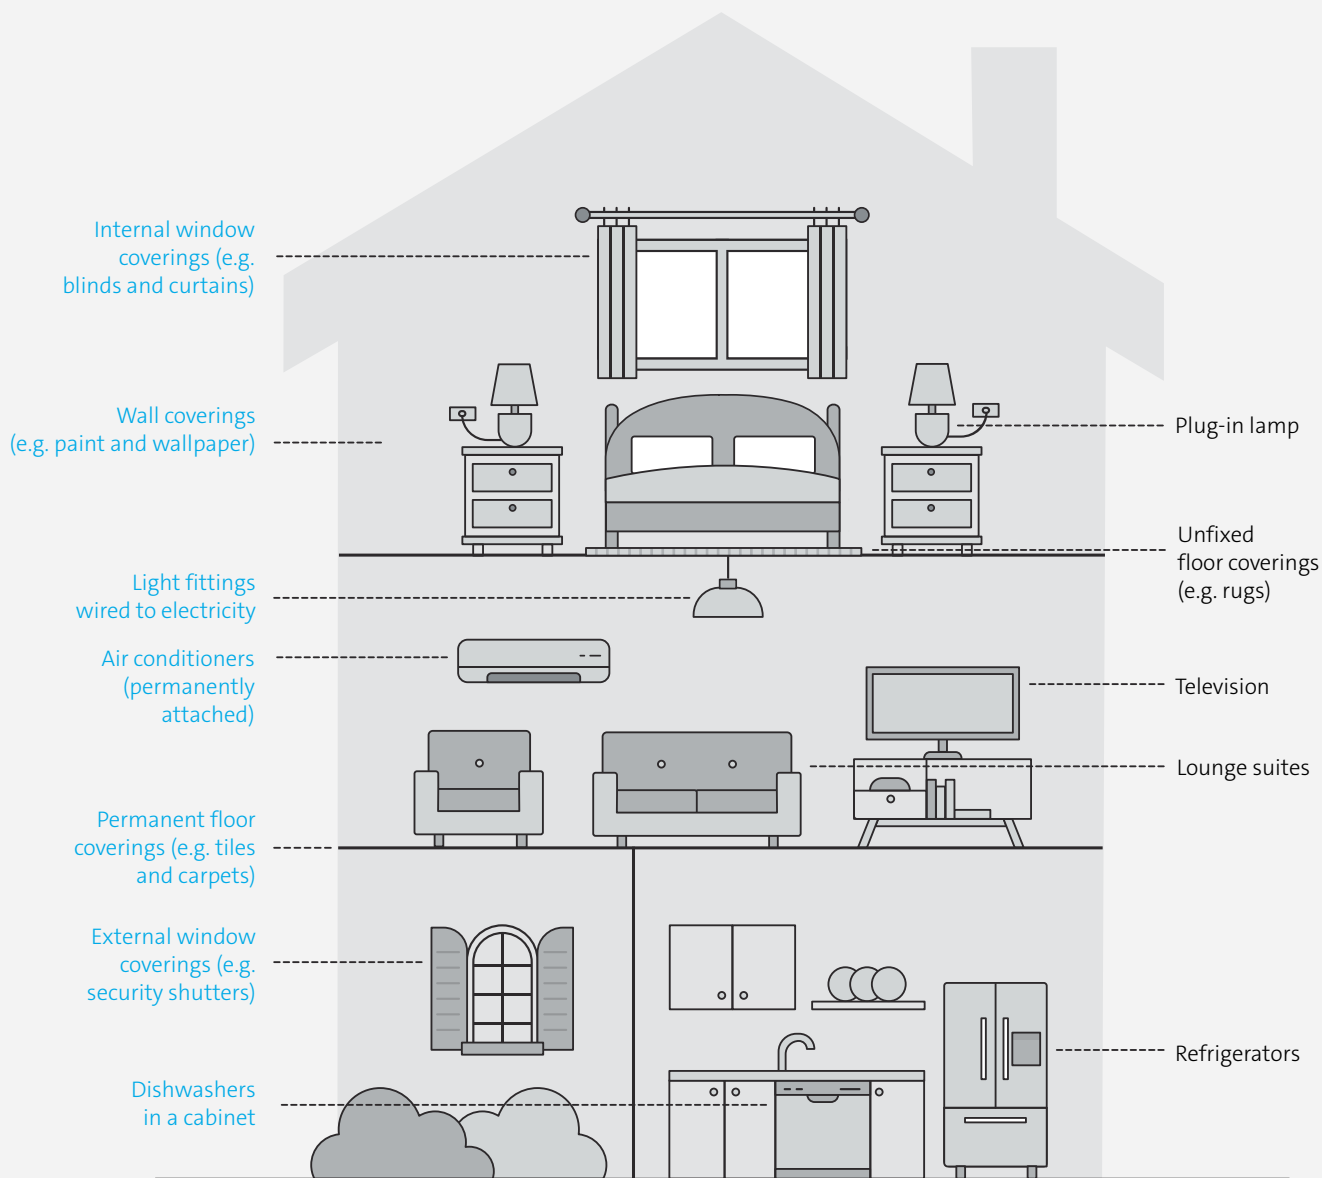 Internal window
coverings (e.g.
blinds and curtains)
Wall coverings
(e.g. paint and wallpaper)
Light fittings
wired to electricity
Air conditioners
(permanently
attached)
Permanent floor
coverings (e.g. tiles
and carpets)
External window
coverings (e.g.
security shutters)
Dishwashers
in a cabinet
Plug-in lamp
Unfixed
floor coverings
(e.g. rugs)
Television
Lounge suites
Refrigerators